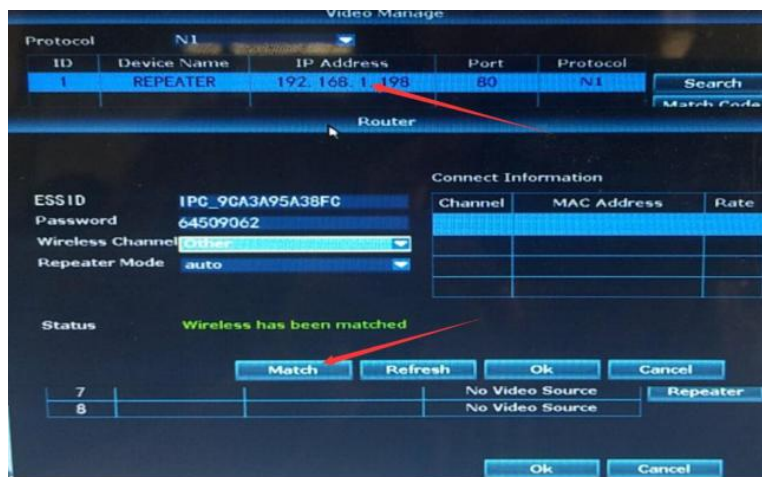 Video Manage
Protocol N1
ID Device Name IP Address Port Protocol
1 REPEATER 192.168.1.198 80 N1 Search
Match Code
Router
Connect Information
ESSID IPC_9CA3A95A38FC Channel MAC Address Rate
Password 64509062
Wireless Channel Other
Repeater Mode auto
Status Wireless has been matched
Match Refresh Ok Cancel
7 No Video Source Repeater
8 No Video Source
Ok Cancel